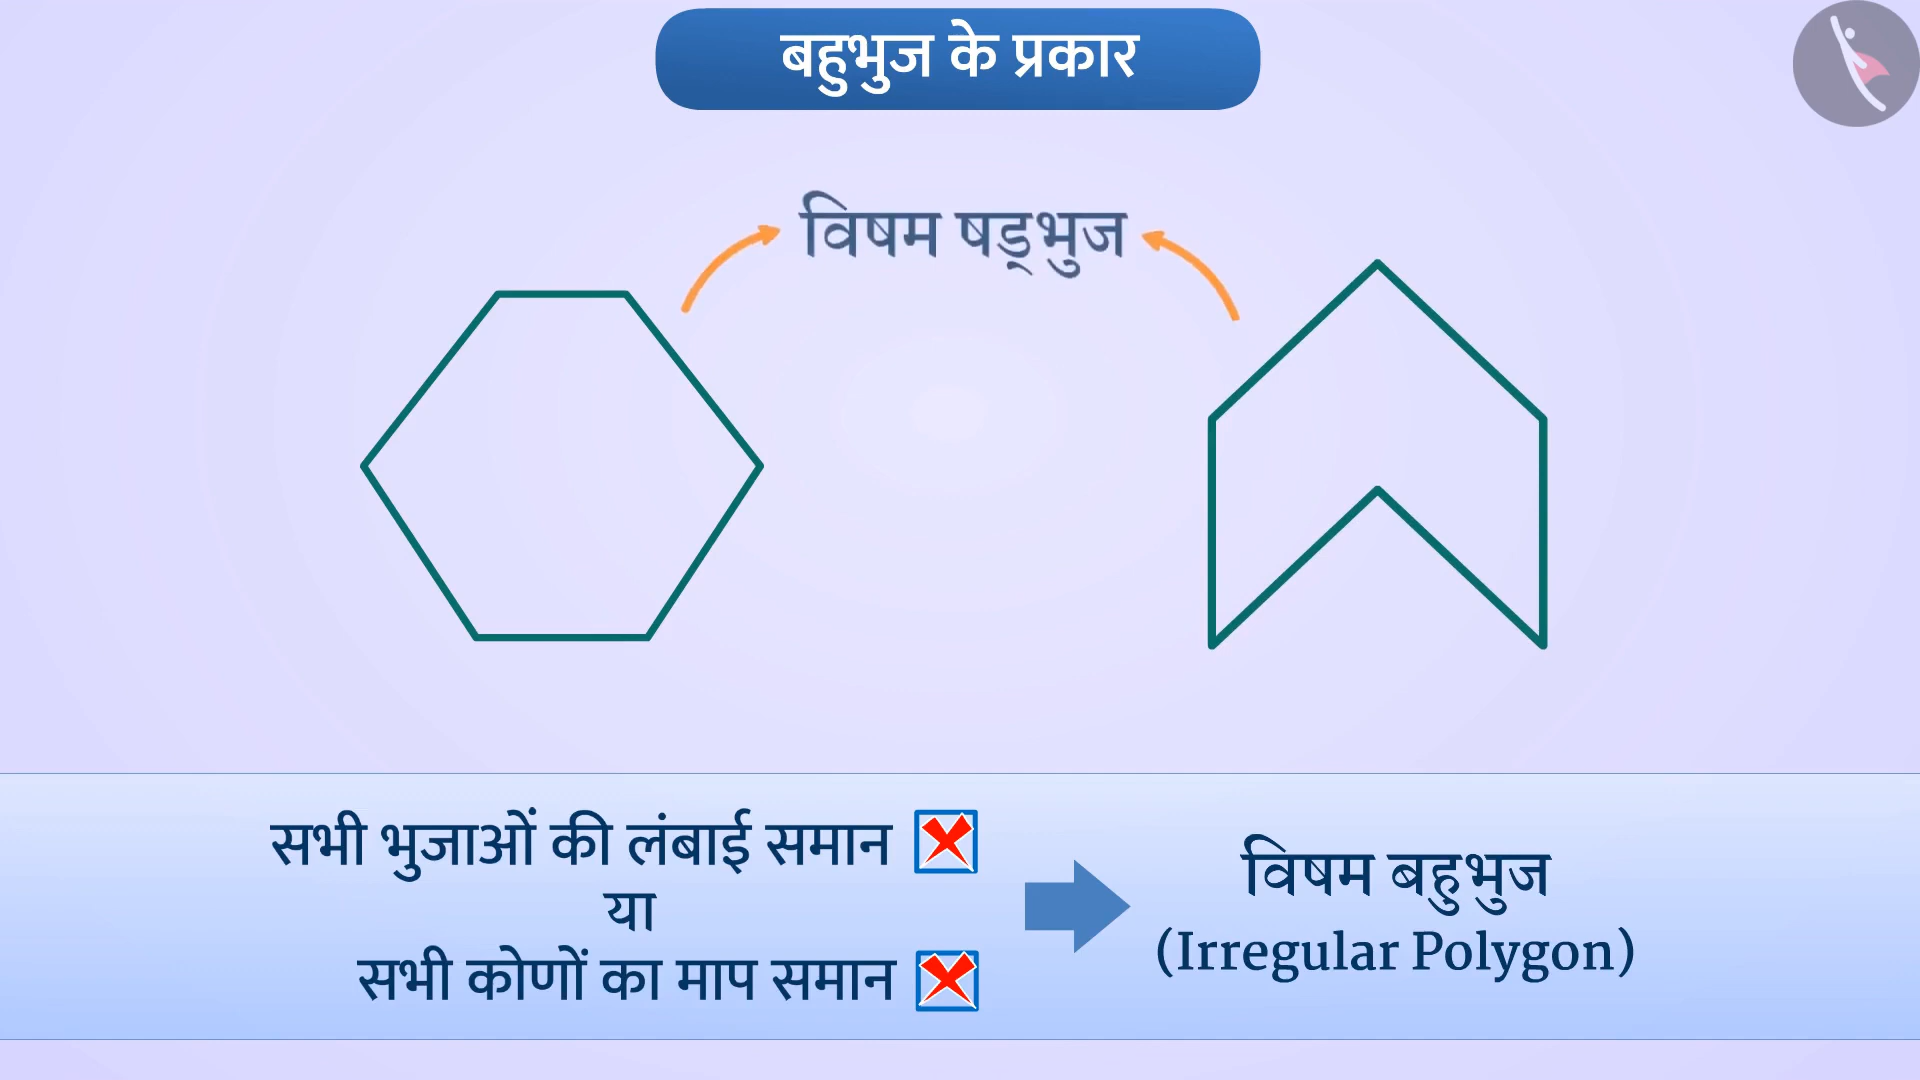 बहुभुज के प्रकार
विषम षड्भुज
सभी भुजाओं की लंबाई समान
या
सभी कोणों का माप समान
विषम बहुभुज
(Irregular Polygon)